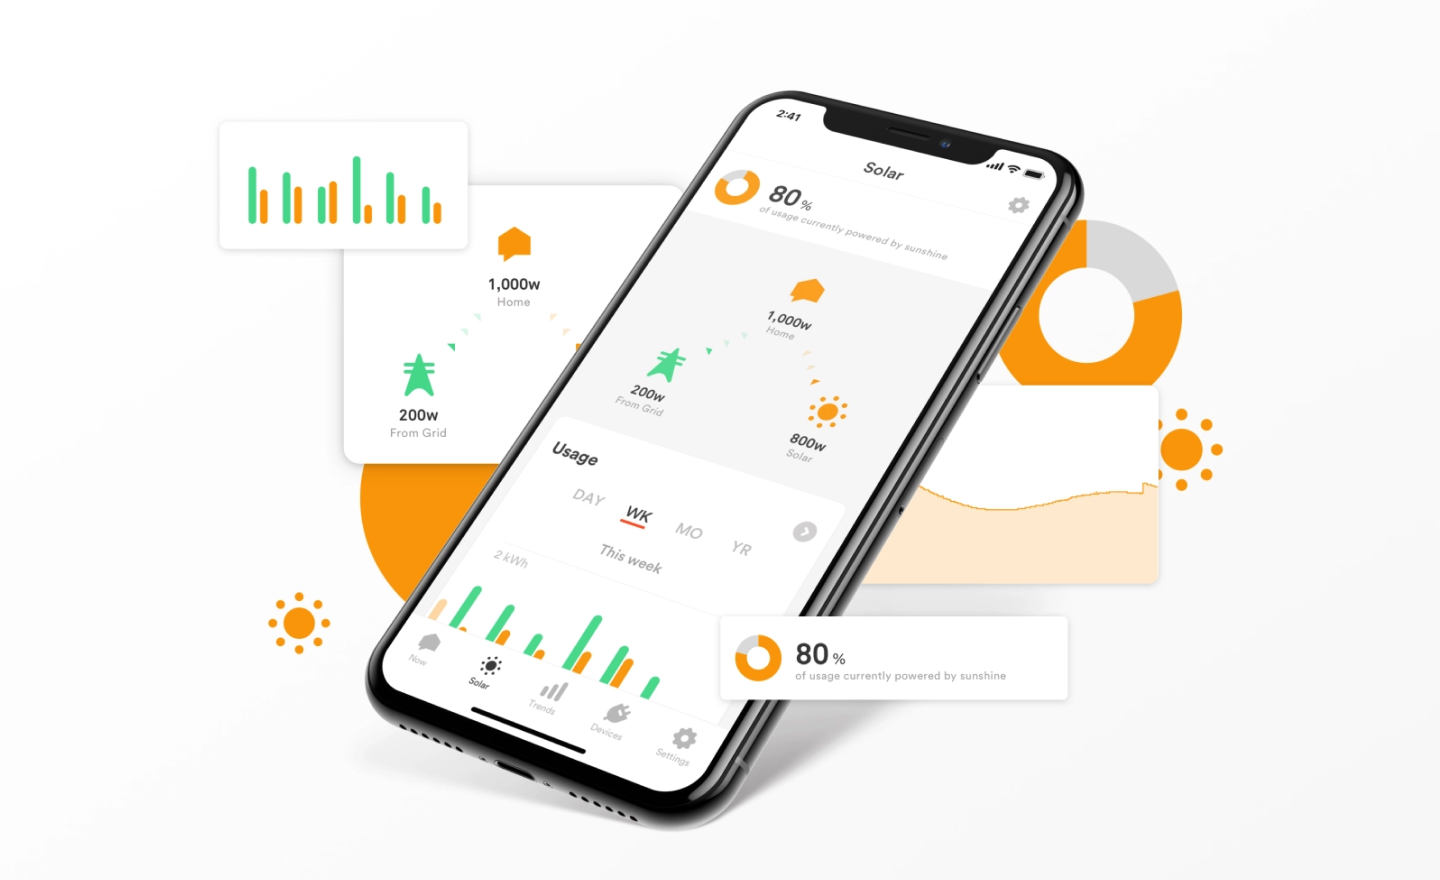 2:41
Solar
80%
of usage currently powered by sunshine
1,000w
Home
200w
From Grid
800w
Solar
Usage
DAY WK MO YR
This week
2 kWh
Now
Solar
Trends
Devices
Settings
1,000w
Home
200w
From Grid
80%
of usage currently powered by sunshine